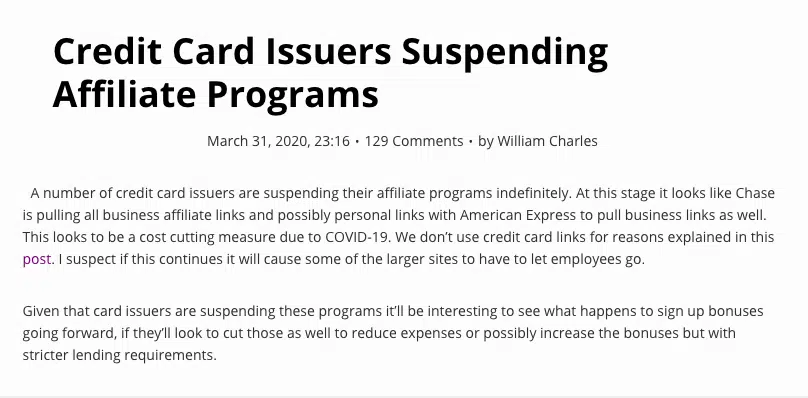 Credit Card Issuers Suspending
Affiliate Programs
March 31, 2020, 23:16 • 129 Comments • by William Charles
A number of credit card issuers are suspending their affiliate programs indefinitely. At this stage it looks like Chase
is pulling all business affiliate links and possibly personal links with American Express to pull business links as well.
This looks to be a cost cutting measure due to COVID-19. We don’t use credit card links for reasons explained in this
post. I suspect if this continues it will cause some of the larger sites to have to let employees go.
Given that card issuers are suspending these programs it’ll be interesting to see what happens to sign up bonuses
going forward, if they’ll look to cut those as well to reduce expenses or possibly increase the bonuses but with
stricter lending requirements.